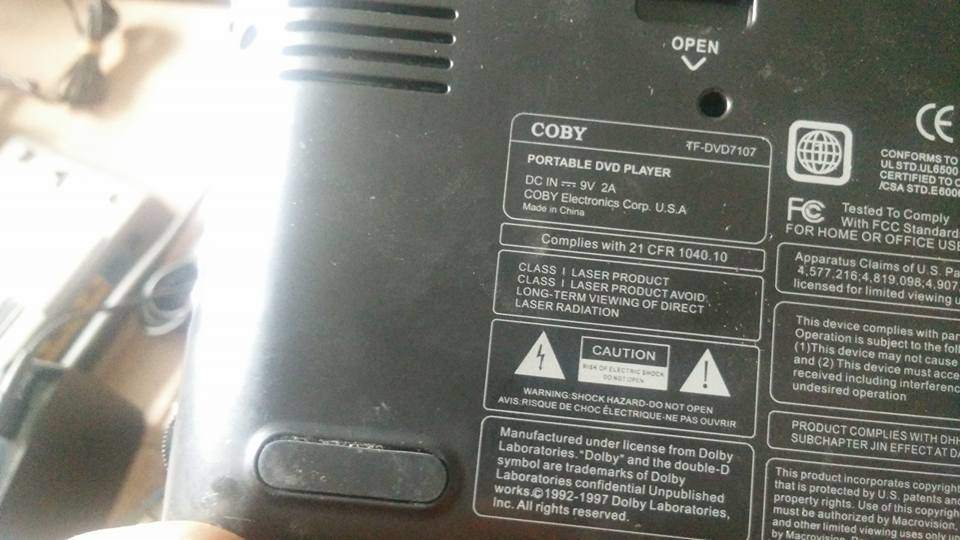 OPEN
COBY
TF-DVD7107
PORTABLE DVD PLAYER
DC IN 9V 2A
COBY Electronics Corp. U.S.A
Made in China
Complies with 21 CFR 1040.10
CLASS I LASER PRODUCT
CLASS I LASER PRODUCT AVOID
LONG-TERM VIEWING OF DIRECT
LASER RADIATION
CAUTION
RISK OF ELECTRIC SHOCK
DO NOT OPEN
WARNING:SHOCK HAZARD-DO NOT OPEN
AVIS:RISQUE DE CHOC ÉLECTRIQUE-NE PAS OUVRIR
Manufactured under license from Dolby
Laboratories."Dolby" and the double-D
symbol are trademarks of Dolby
Laboratories confidential Unpublished
works.©1992-1997 Dolby Laboratories,
Inc. All rights reserved.
1
CE
CONFORMS TO
UL STD.UL6500
CERTIFIED TO
/CSA STD.E6006
FC
Tested To Comply
With FCC Standard
FOR HOME OR OFFICE USE
Apparatus Claims of U.S. Pa
4,577,216;4,819,098;4,907,
licensed for limited viewing u
This device complies with par
Operation is subject to the foll
(1)This device may not cause
and (2) This device must acce
received including interferenc
undesired operation
PRODUCT COMPLIES WITH DHH
SUBCHAPTER JIN EFFECT AT DA
This product incorporates copyright
that is protected by U.S. patents and
property rights. Use of this copyrigh
must be authorized by Macrovision,
and other limited viewing uses only un
by Macrovision.